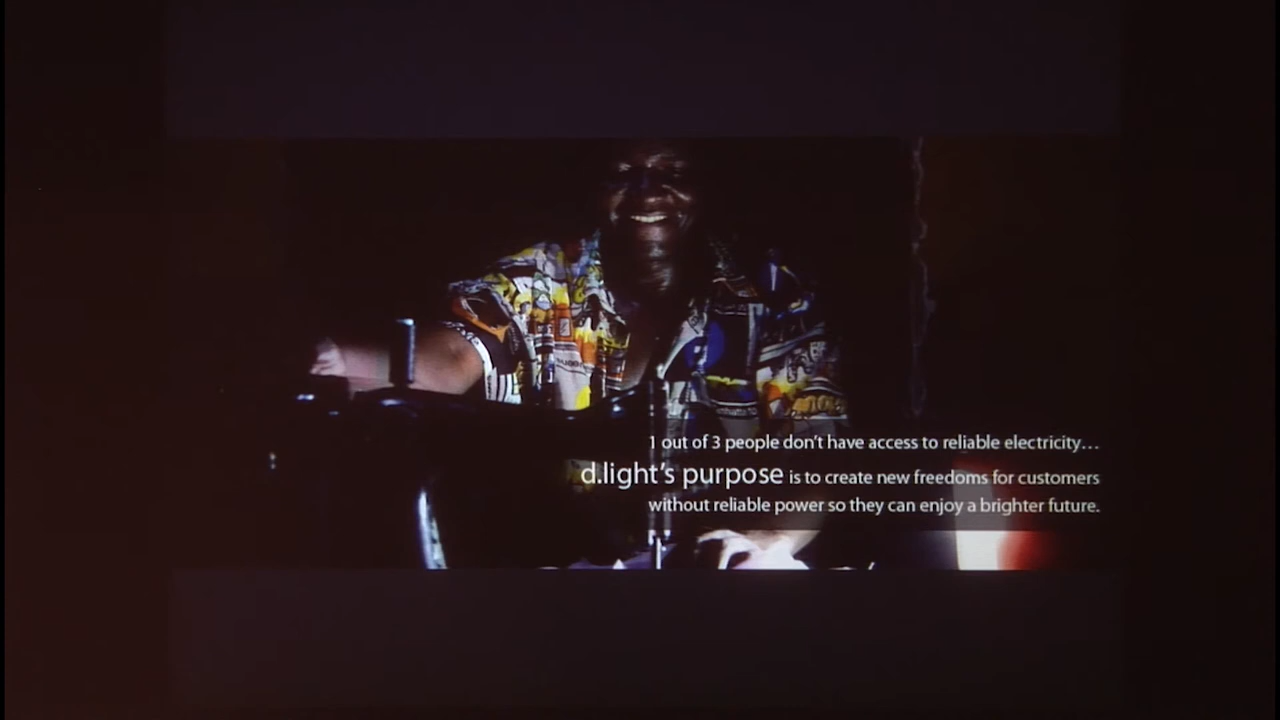 1 out of 3 people don't have access to reliable electricity…
d.light's purpose is to create new freedoms for customers
without reliable power so they can enjoy a brighter future.